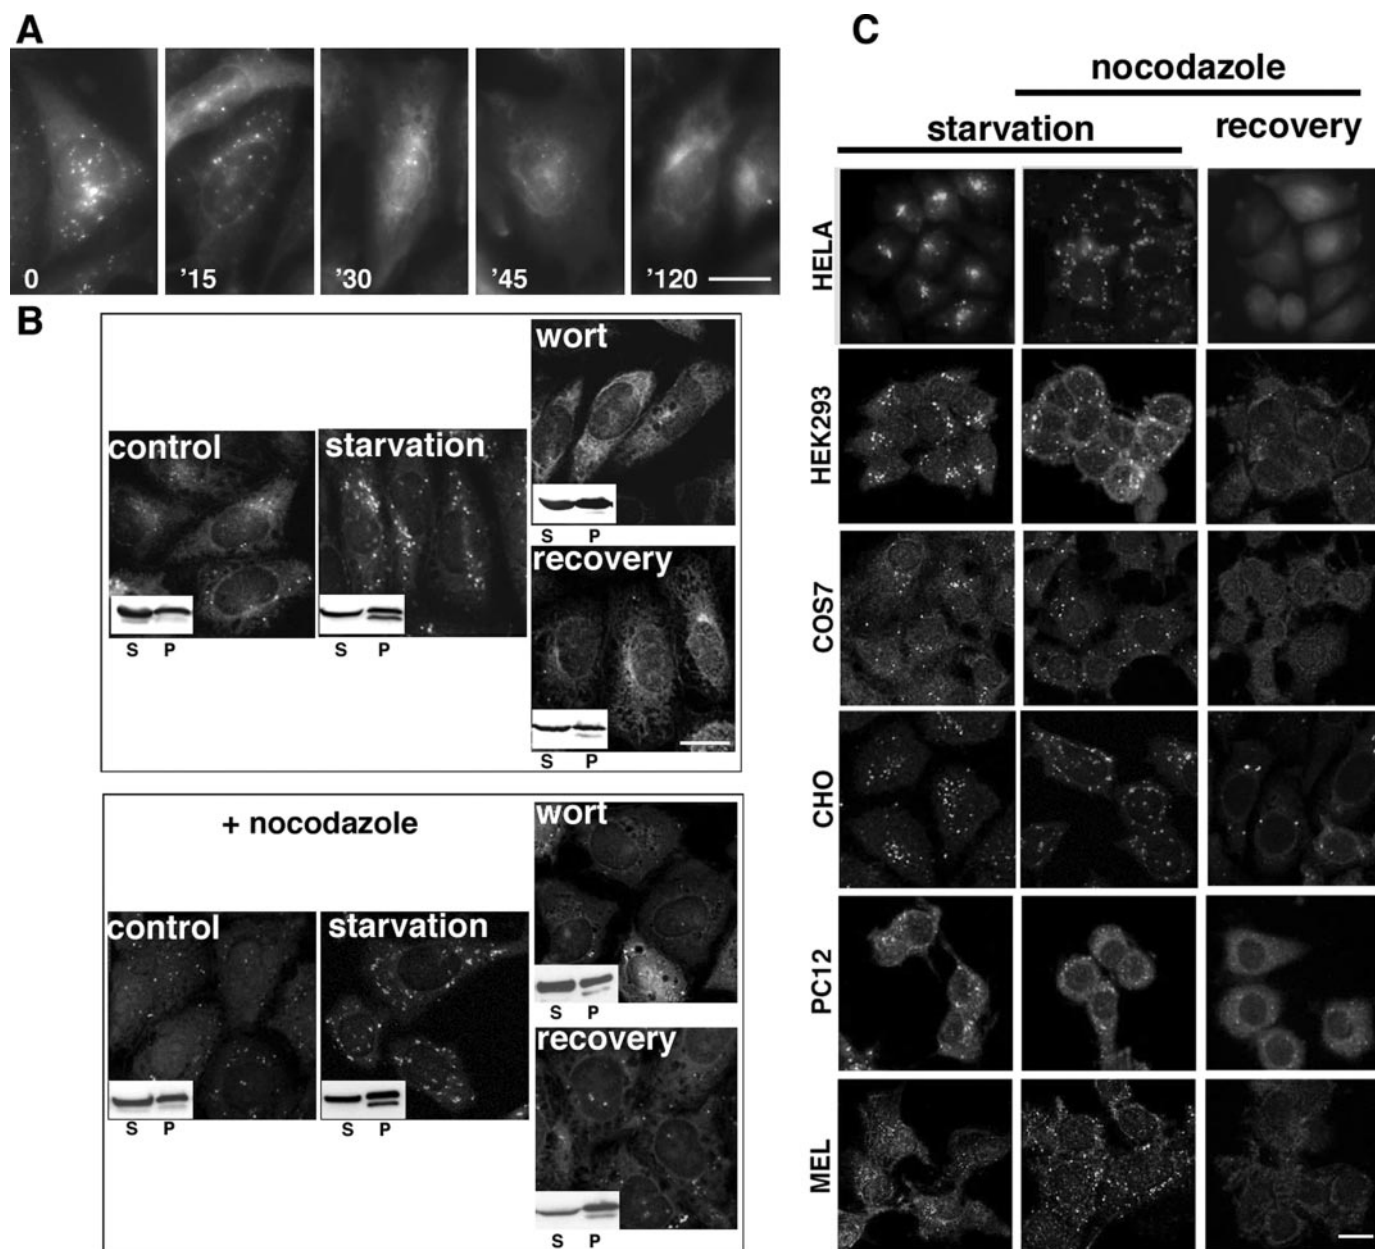 A
0
'15
'30
'45
'120
B
control
S P
starvation
S P
wort
S P
recovery
S P
+ nocodazole
control
S P
starvation
S P
wort
S P
recovery
S P
C
nocodazole
starvation
recovery
HELA
HEK293
COS7
CHO
PC12
MEL